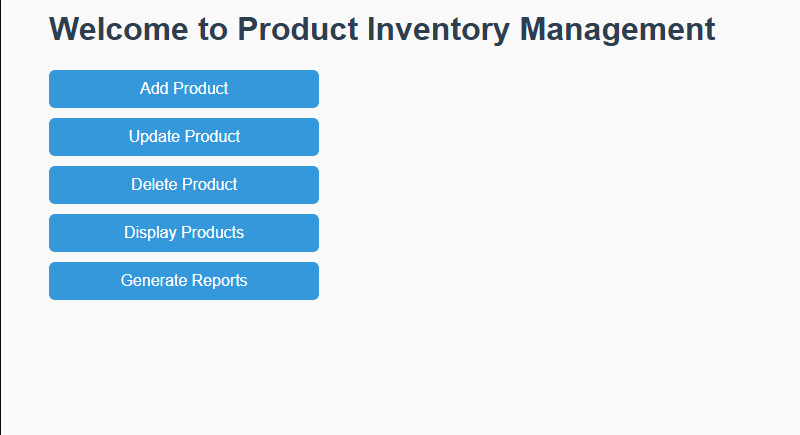 Welcome to Product Inventory Management
Add Product
Update Product
Delete Product
Display Products
Generate Reports